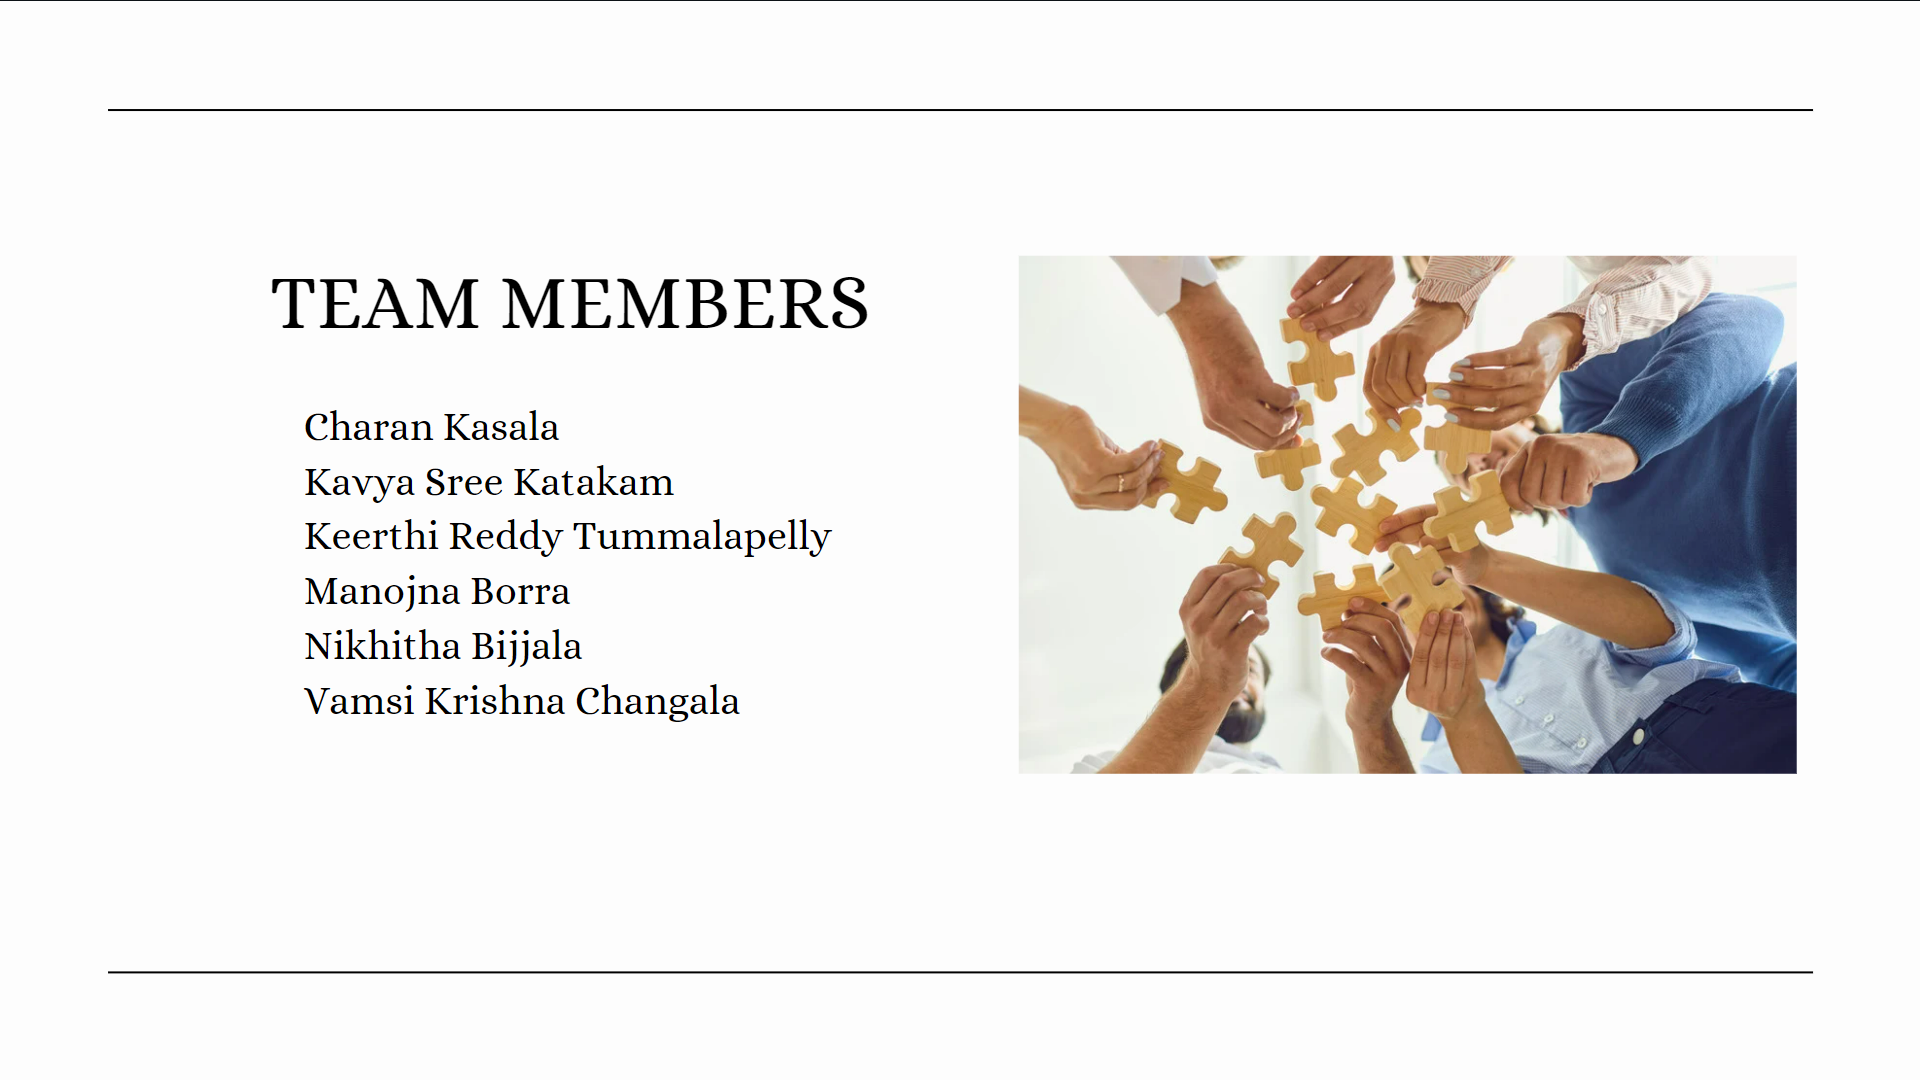 TEAM MEMBERS
Charan Kasala
Kavya Sree Katakam
Keerthi Reddy Tummalapelly
Manojna Borra
Nikhitha Bijjala
Vamsi Krishna Changala